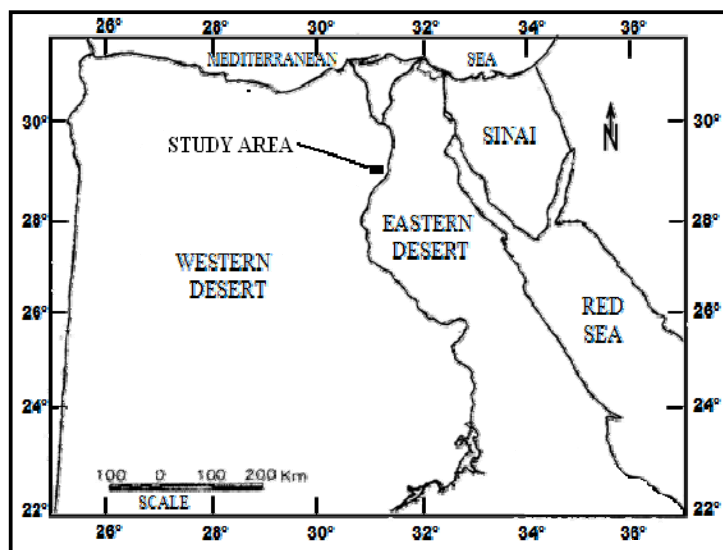 26° 28° 30° 32° 34° 36°
MEDITERRANEAN SEA
30° 30°
SINAI
N
STUDY AREA
28° 28°
EASTERN
DESERT
WESTERN
DESERT
26° 26°
RED
SEA
24° 24°
100 0 100 200 Km
SCALE
22° 22°
26° 28° 30° 32° 34° 36°